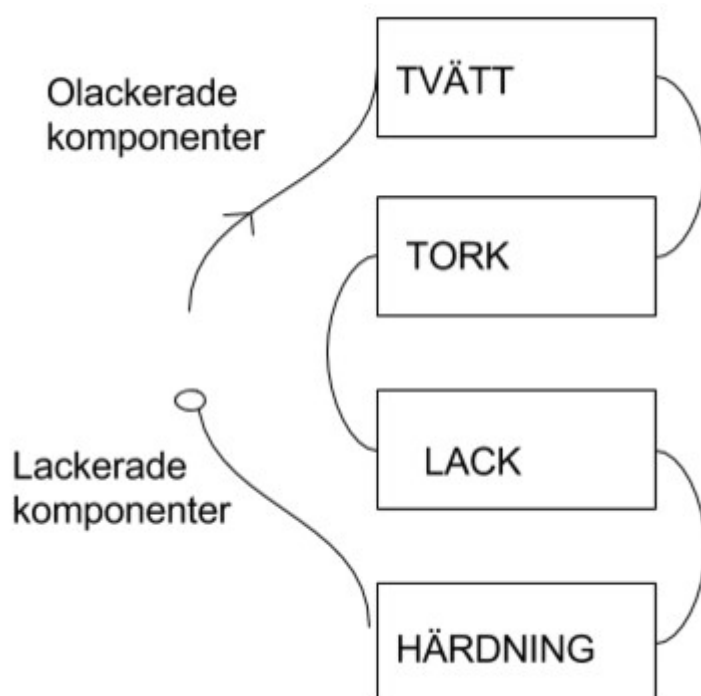 Olackerade
komponenter
TVÄTT
TORK
LACK
HÄRDNING
Lackerade
komponenter